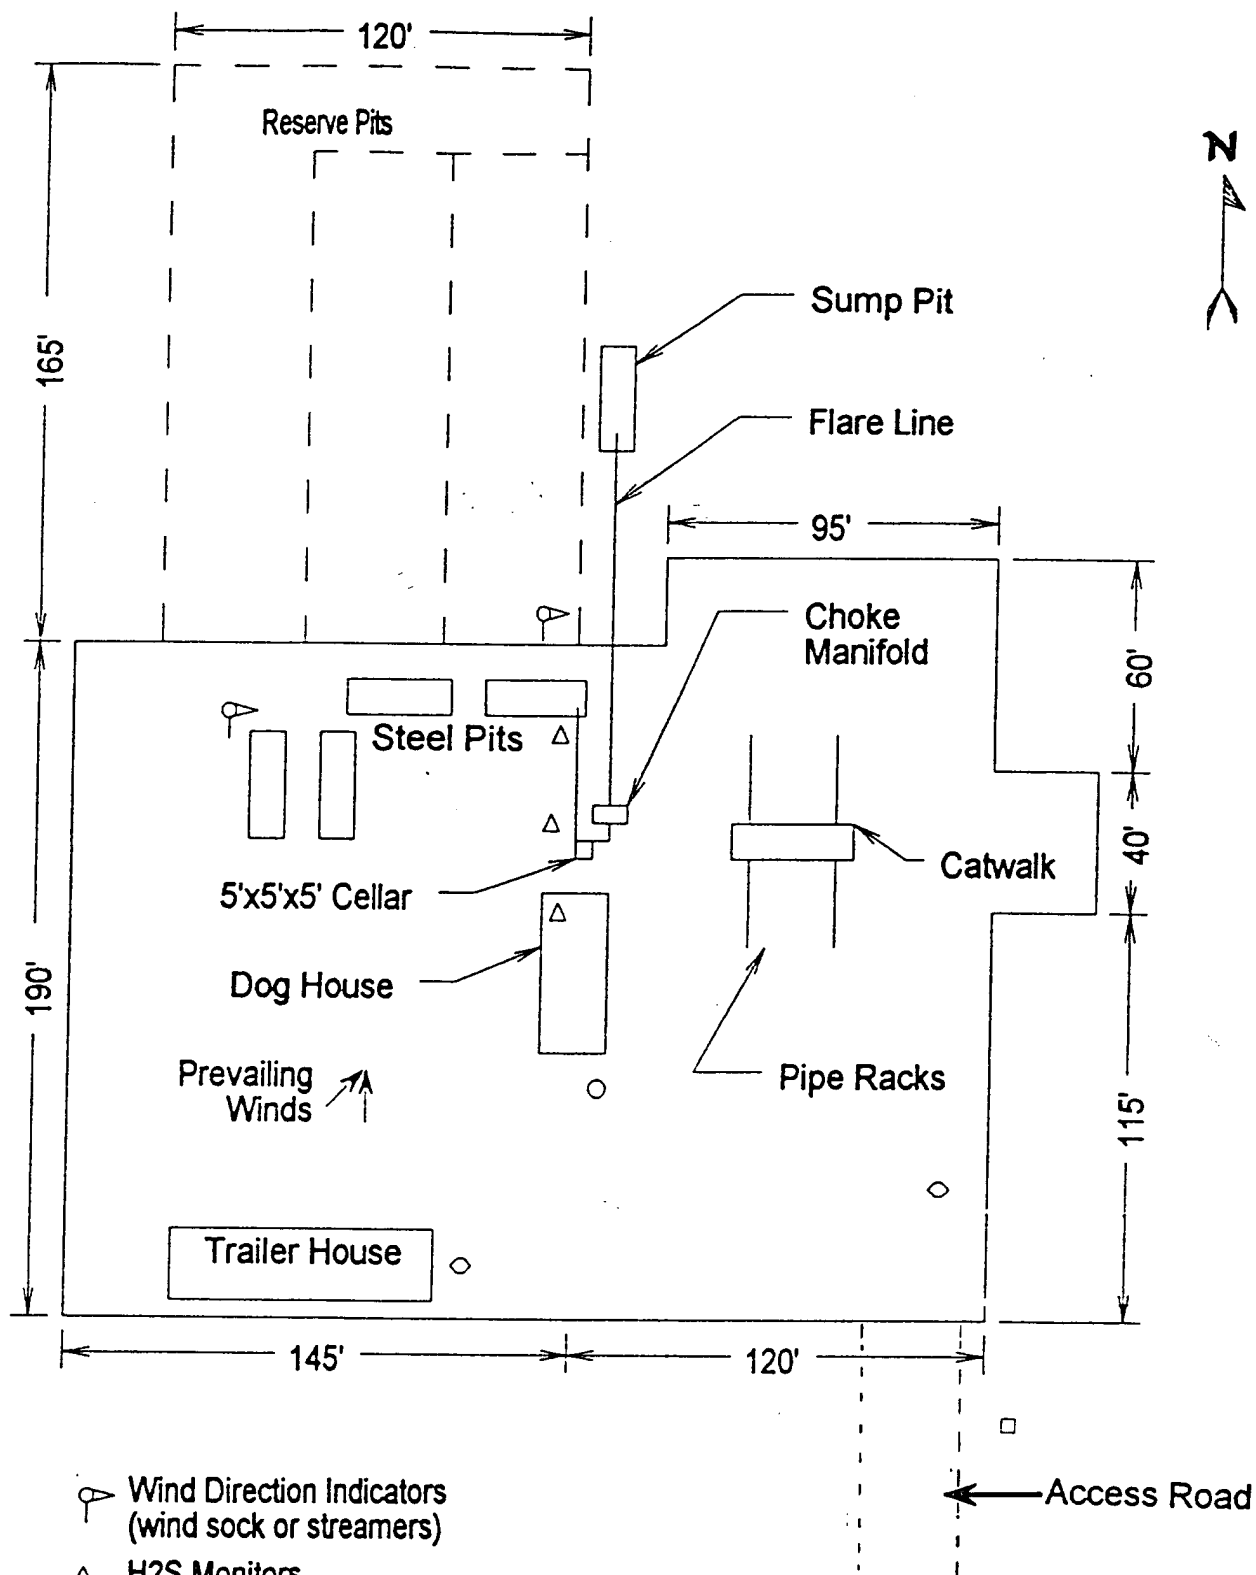 120'
Reserve Pits
N
Sump Pit
165'
Flare Line
95'
Choke
Manifold
60'
Steel Pits
40'
Catwalk
5'x5'x5' Cellar
190'
Dog House
Prevailing
Winds
Pipe Racks
115'
Trailer House
145'
120'
Wind Direction Indicators
(wind sock or streamers)
Access Road
H2S Monitors